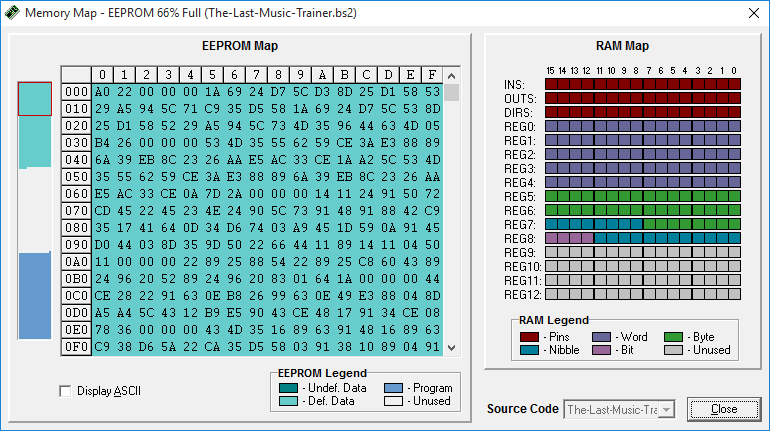 Memory Map - EEPROM 66% Full (The-Last-Music-Trainer.bs2)
EEPROM Map
0 1 2 3 4 5 6 7 8 9 A B C D E F
000 A0 22 00 00 00 1A 69 24 D7 5C D3 8D 25 D1 58 53
010 29 A5 94 5C 71 C9 35 D5 58 1A 69 24 D7 5C 53 8D
020 25 D1 58 52 29 A5 94 5C 73 4D 35 96 44 63 4D 05
030 B4 26 00 00 00 53 4D 35 55 62 59 CE 3A E3 88 89
040 6A 39 EB 8C 23 26 AA E5 AC 33 CE 1A A2 5C 53 4D
050 35 55 62 59 CE 3A E3 88 89 6A 39 EB 8C 23 26 AA
060 E5 AC 33 CE 0A 7D 2A 00 00 00 14 11 24 91 50 72
070 CD 45 22 45 23 4E 24 90 5C 73 91 48 91 88 42 C9
080 35 17 41 64 0D 34 D6 74 03 A9 45 1D 59 0A 91 45
090 D0 44 03 8D 35 9D 50 22 66 44 11 89 14 11 04 50
0A0 11 00 00 00 22 89 25 88 54 22 89 25 C8 60 43 89
0B0 24 96 20 52 89 24 96 20 83 01 64 1A 00 00 00 44
0C0 CE 28 22 91 63 0E B8 26 99 63 0E 49 E3 88 04 8D
0D0 A5 A4 5C 43 12 B9 E5 90 43 CE 48 17 91 34 CE 08
0E0 78 36 00 00 00 43 4D 35 16 89 63 91 48 16 89 63
0F0 C9 38 D6 5A 22 CA 35 D5 58 03 91 38 10 89 04 91
Display ASCII
EEPROM Legend
- Undef. Data
- Program
- Def. Data
- Unused
RAM Map
15 14 13 12 11 10 9 8 7 6 5 4 3 2 1 0
INS:
OUTS:
DIRS:
REG0:
REG1:
REG2:
REG3:
REG4:
REG5:
REG6:
REG7:
REG8:
REG9:
REG10:
REG11:
REG12:
RAM Legend
- Pins
- Word
- Byte
- Nibble
- Bit
- Unused
Source Code
The-Last-Music-Tra
Close